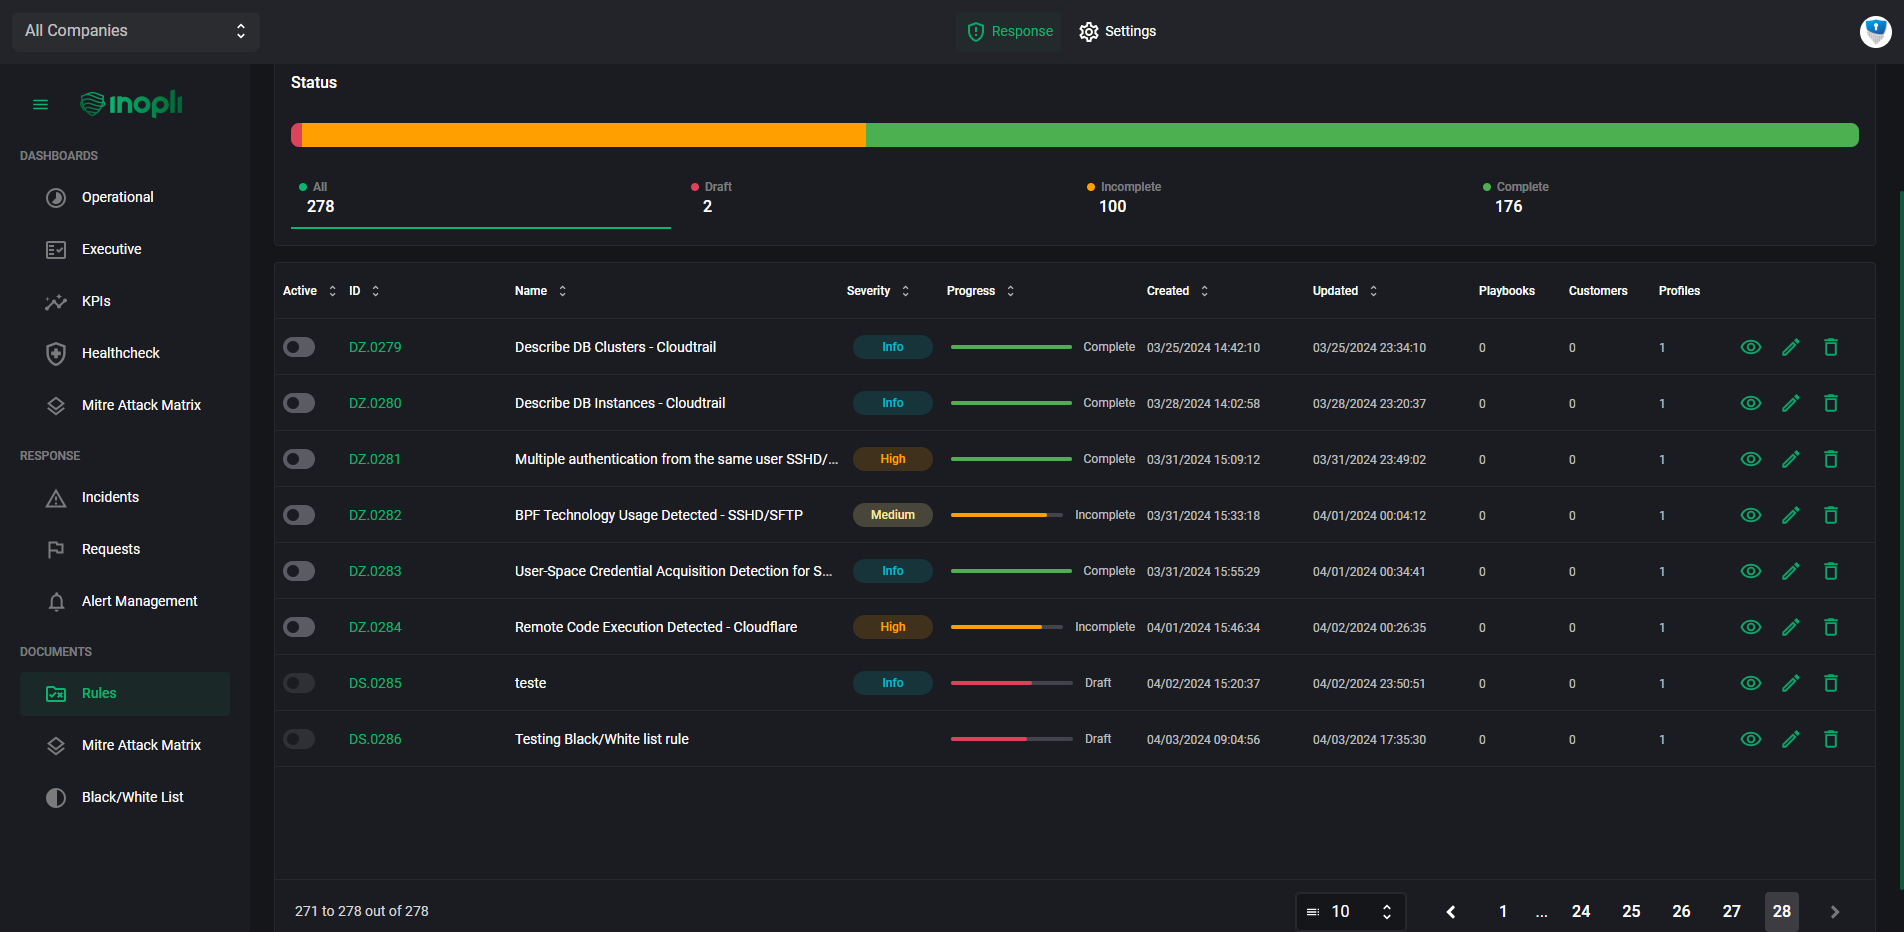 All Companies
Response
Settings
inopli
DASHBOARDS
Operational
Executive
KPIs
Healthcheck
Mitre Attack Matrix
RESPONSE
Incidents
Requests
Alert Management
DOCUMENTS
Rules
Mitre Attack Matrix
Black/White List
Status
All
278
Draft
2
Incomplete
100
Complete
176
Active ID Name Severity Progress Created Updated Playbooks Customers Profiles
DZ.0279 Describe DB Clusters - Cloudtrail Info Complete 03/25/2024 14:42:10 03/25/2024 23:34:10 0 0 1
DZ.0280 Describe DB Instances - Cloudtrail Info Complete 03/28/2024 14:02:58 03/28/2024 23:20:37 0 0 1
DZ.0281 Multiple authentication from the same user SSHD/... High Complete 03/31/2024 15:09:12 03/31/2024 23:49:02 0 0 1
DZ.0282 BPF Technology Usage Detected - SSHD/SFTP Medium Incomplete 03/31/2024 15:33:18 04/01/2024 00:04:12 0 0 1
DZ.0283 User-Space Credential Acquisition Detection for S... Info Complete 03/31/2024 15:55:29 04/01/2024 00:34:41 0 0 1
DZ.0284 Remote Code Execution Detected - Cloudflare High Incomplete 04/01/2024 15:46:34 04/02/2024 00:26:35 0 0 1
DS.0285 teste Info Draft 04/02/2024 15:20:37 04/02/2024 23:50:51 0 0 1
DS.0286 Testing Black/White list rule Draft 04/03/2024 09:04:56 04/03/2024 17:35:30 0 0 1
271 to 278 out of 278
10
1 ... 24 25 26 27 28